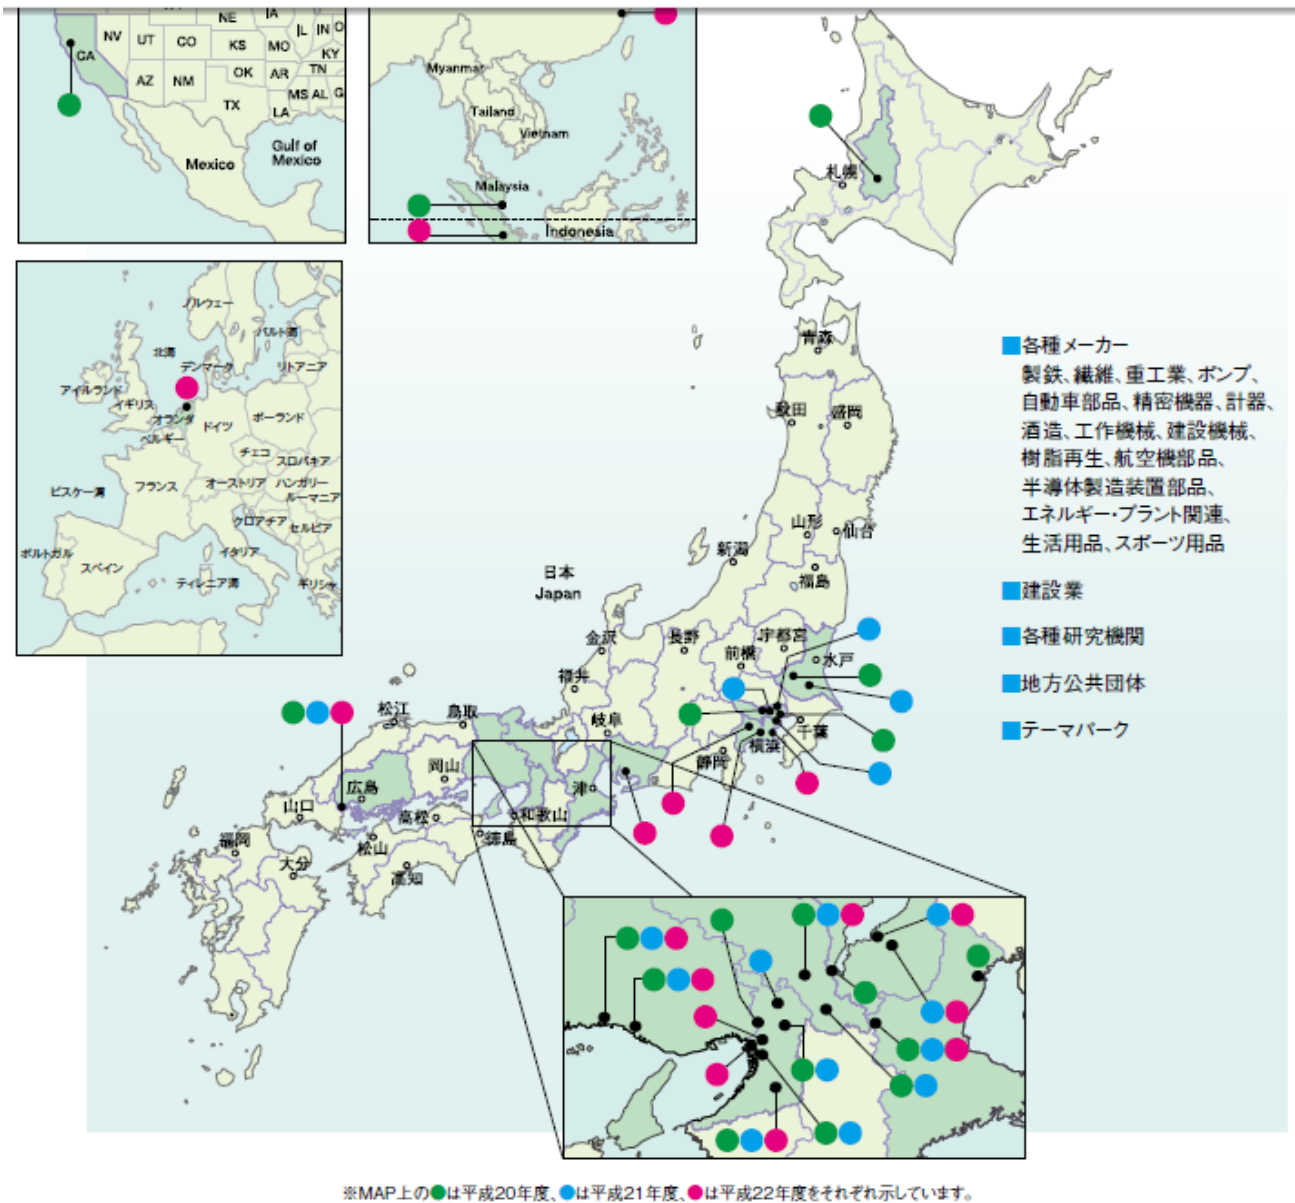 NE
IA
NV
UT
CO
KS
MO
IL
IN
KY
CA
AZ
NM
OK
AR
TN
TX
MS
AL
LA
Mexico
Gulf of
Mexico
Myanmar
Tailand
Vietnam
Malaysia
Indonesia
ノルウェー
バルト海
北海
デンマーク
リトアニア
アイルランド
イギリス
オランダ
ベルギー
ドイツ
ポーランド
チェコ
スロバキア
フランス
オーストリア
ハンガリー
ルーマニア
ビスケー湾
クロアチア
セルビア
イタリア
ポルトガル
スペイン
ティレニア海
ギリシャ
札幌
青森
秋田
盛岡
山形
仙台
新潟
福島
日本
Japan
金沢
長野
宇都宮
前橋
水戸
福井
岐阜
千葉
横浜
静岡
松江
鳥取
岡山
広島
山口
津
和歌山
高松
徳島
松山
高知
福岡
大分
■各種メーカー
製鉄、繊維、重工業、ポンプ、
自動車部品、精密機器、計器、
酒造、工作機械、建設機械、
樹脂再生、航空機部品、
半導体製造装置部品、
エネルギー・プラント関連、
生活用品、スポーツ用品
■建設業
■各種研究機関
■地方公共団体
■テーマパーク
※MAP上の●は平成20年度、●は平成21年度、●は平成22年度をそれぞれ示しています。